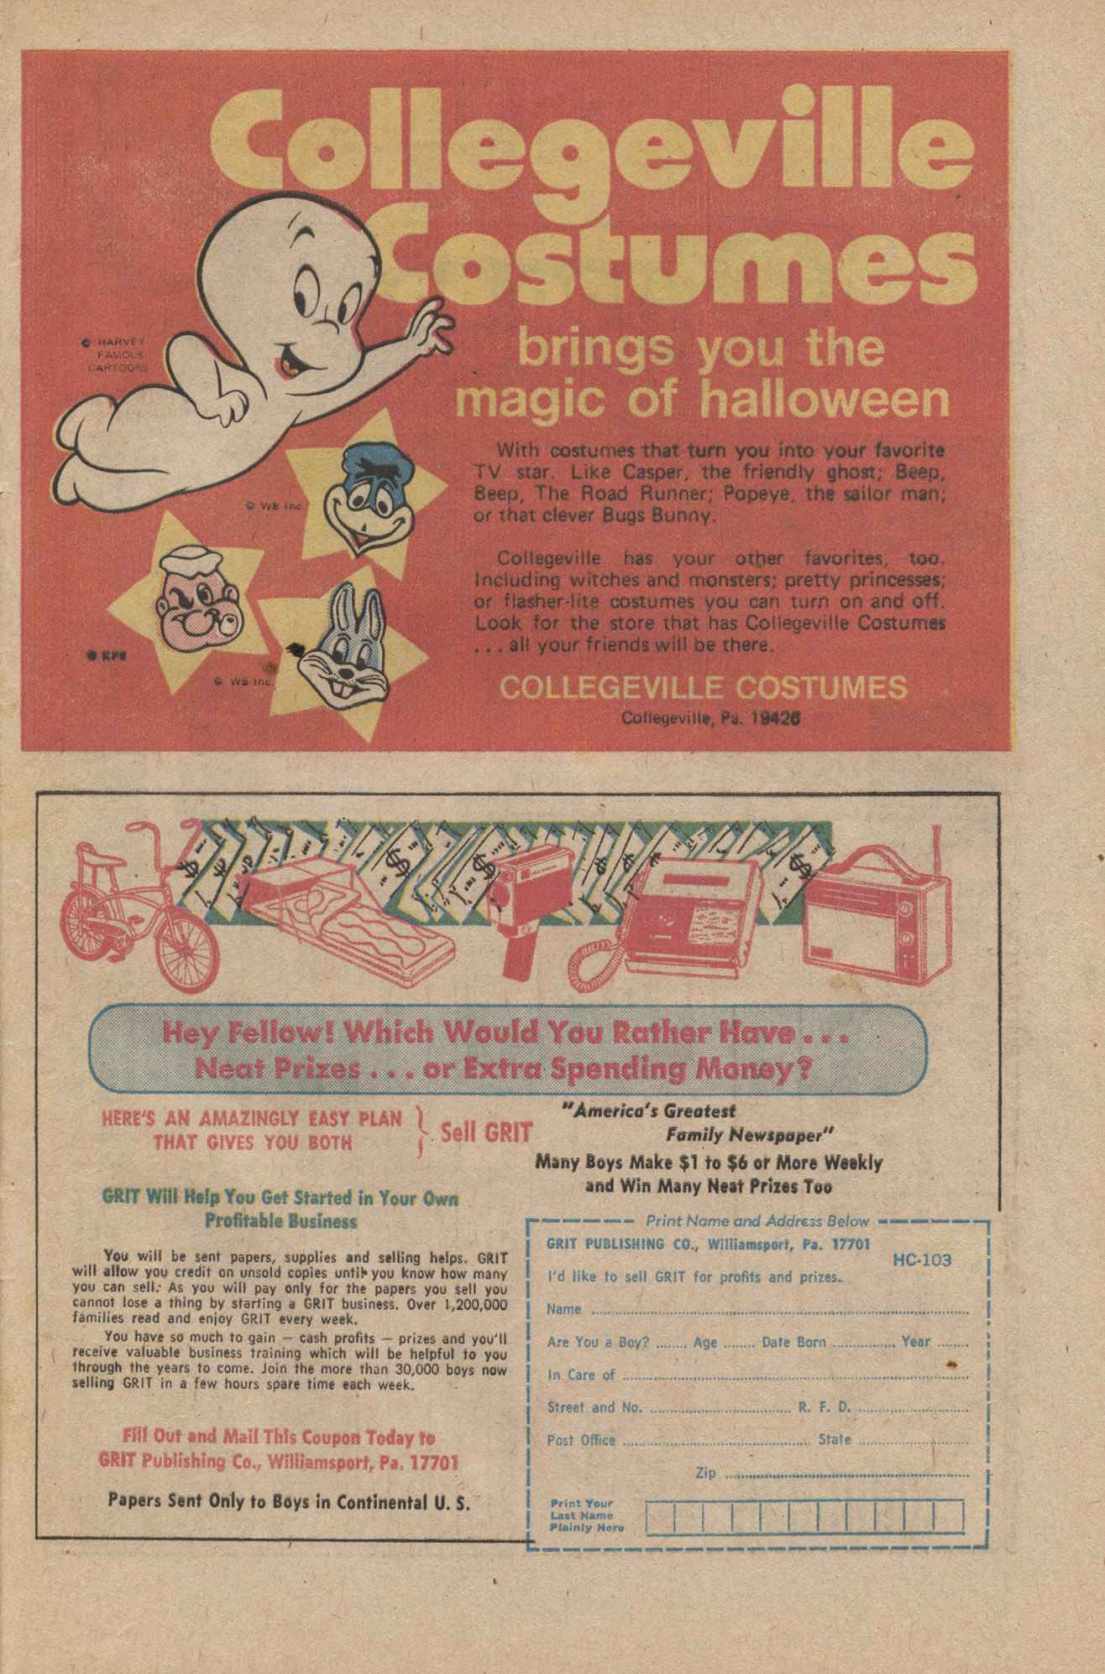 Collegeville
Costumes
brings you the
magic of halloween
© HARVEY
FAMOUS
CARTOONS
With costumes that turn you into your favorite
TV star. Like Casper, the friendly ghost; Beep,
Beep, The Road Runner; Popeye, the sailor man;
or that clever Bugs Bunny.
© WB Inc.
Collegeville has your other favorites, too.
Including witches and monsters; pretty princesses;
or flasher-lite costumes you can turn on and off.
Look for the store that has Collegeville Costumes
... all your friends will be there.
© KFS
© WB Inc.
COLLEGEVILLE COSTUMES
Collegeville, Pa. 19426
Hey Fellow! Which Would You Rather Have...
Neat Prizes... or Extra Spending Money?
HERE'S AN AMAZINGLY EASY PLAN
THAT GIVES YOU BOTH
Sell GRIT
"America's Greatest
Family Newspaper"
Many Boys Make $1 to $6 or More Weekly
and Win Many Neat Prizes Too
GRIT Will Help You Get Started in Your Own
Profitable Business
You will be sent papers, supplies and selling helps. GRIT
will allow you credit on unsold copies until you know how many
you can sell. As you will pay only for the papers you sell you
cannot lose a thing by starting a GRIT business. Over 1,200,000
families read and enjoy GRIT every week.
You have so much to gain — cash profits — prizes and you'll
receive valuable business training which will be helpful to you
through the years to come. Join the more than 30,000 boys now
selling GRIT in a few hours spare time each week.
Fill Out and Mail This Coupon Today to
GRIT Publishing Co., Williamsport, Pa. 17701
Papers Sent Only to Boys in Continental U. S.
Print Name and Address Below
GRIT PUBLISHING CO., Williamsport, Pa. 17701
HC-103
I'd like to sell GRIT for profits and prizes.
Name
Are You a Boy? ........ Age ........ Date Born ................ Year ........
In Care of
Street and No. .................................... R. F. D. ............................
Post Office ................................................ State ............................
Zip
Print Your
Last Name
Plainly Here